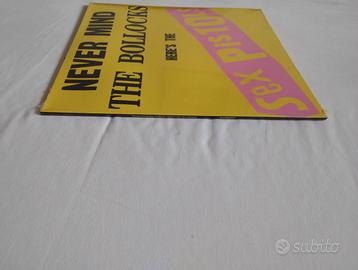 NEVER MIND
THE BOLLOCKS
HERE'S THE
Sex PISTOLS
subito